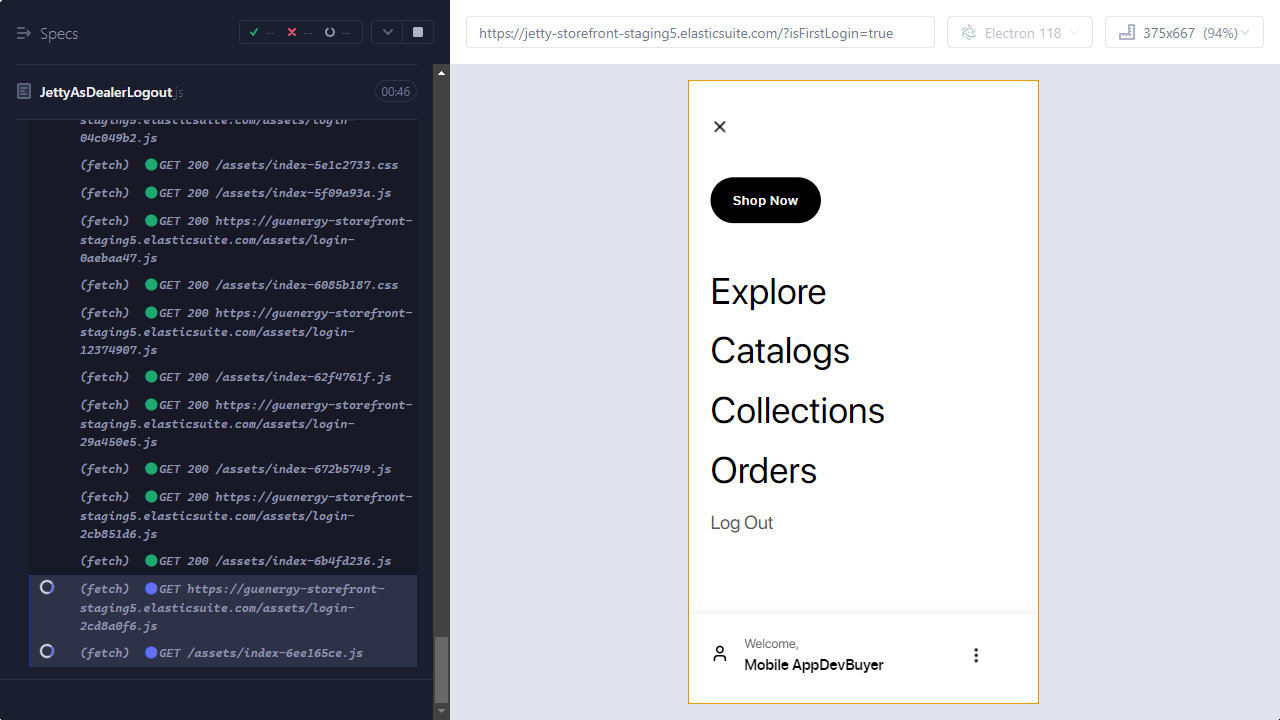 Specs
--
--
--
JettyAsDealerLogout.js
00:46
staging5.elasticsuite.com/assets/login-
04c049b2.js
(fetch) GET 200 /assets/index-5e1c2733.css
(fetch) GET 200 /assets/index-5f09a93a.js
(fetch) GET 200 https://guenergy-storefront-
staging5.elasticsuite.com/assets/login-
0aebaa47.js
(fetch) GET 200 /assets/index-6085b187.css
(fetch) GET 200 https://guenergy-storefront-
staging5.elasticsuite.com/assets/login-
12374907.js
(fetch) GET 200 /assets/index-62f4761f.js
(fetch) GET 200 https://guenergy-storefront-
staging5.elasticsuite.com/assets/login-
29a450e5.js
(fetch) GET 200 /assets/index-672b5749.js
(fetch) GET 200 https://guenergy-storefront-
staging5.elasticsuite.com/assets/login-
2cb851d6.js
(fetch) GET 200 /assets/index-6b4fd236.js
(fetch) GET https://guenergy-storefront-
staging5.elasticsuite.com/assets/login-
2cd8a0f6.js
(fetch) GET /assets/index-6ee165ce.js
https://jetty-storefront-staging5.elasticsuite.com/?isFirstLogin=true
Electron 118
375x667 (94%)
Shop Now
Explore
Catalogs
Collections
Orders
Log Out
Welcome,
Mobile AppDevBuyer